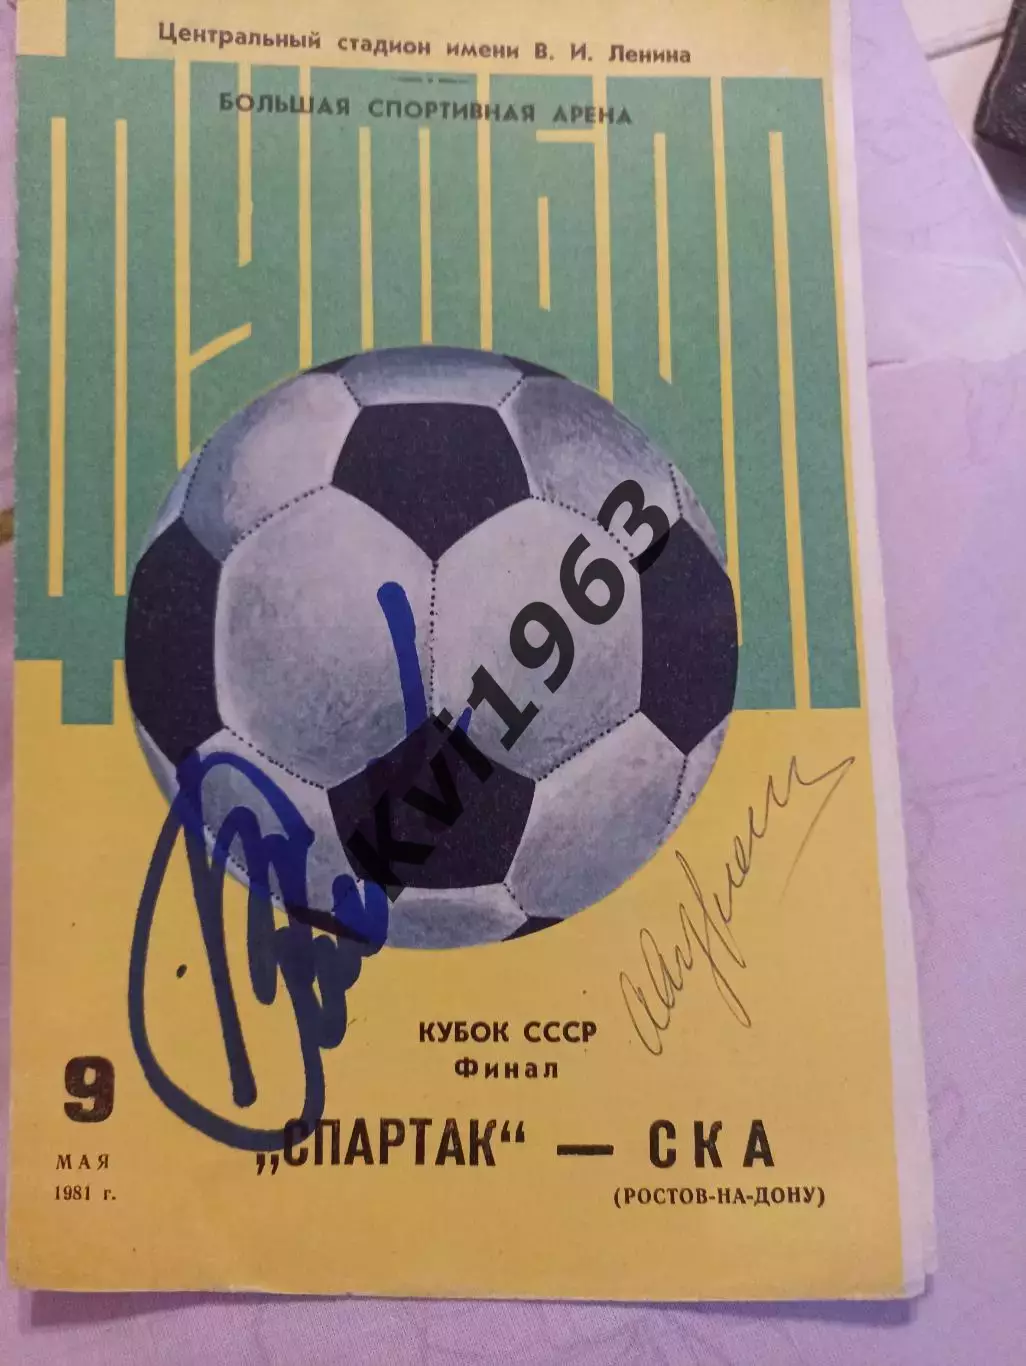 Центральный стадион имени В. И. Ленина
БОЛЬШАЯ СПОРТИВНАЯ АРЕНА
ФУТБОЛ
Kvi1963
КУБОК СССР
Финал
9
МАЯ
1981 г.
„СПАРТАК“ — СКА
(РОСТОВ-НА-ДОНУ)